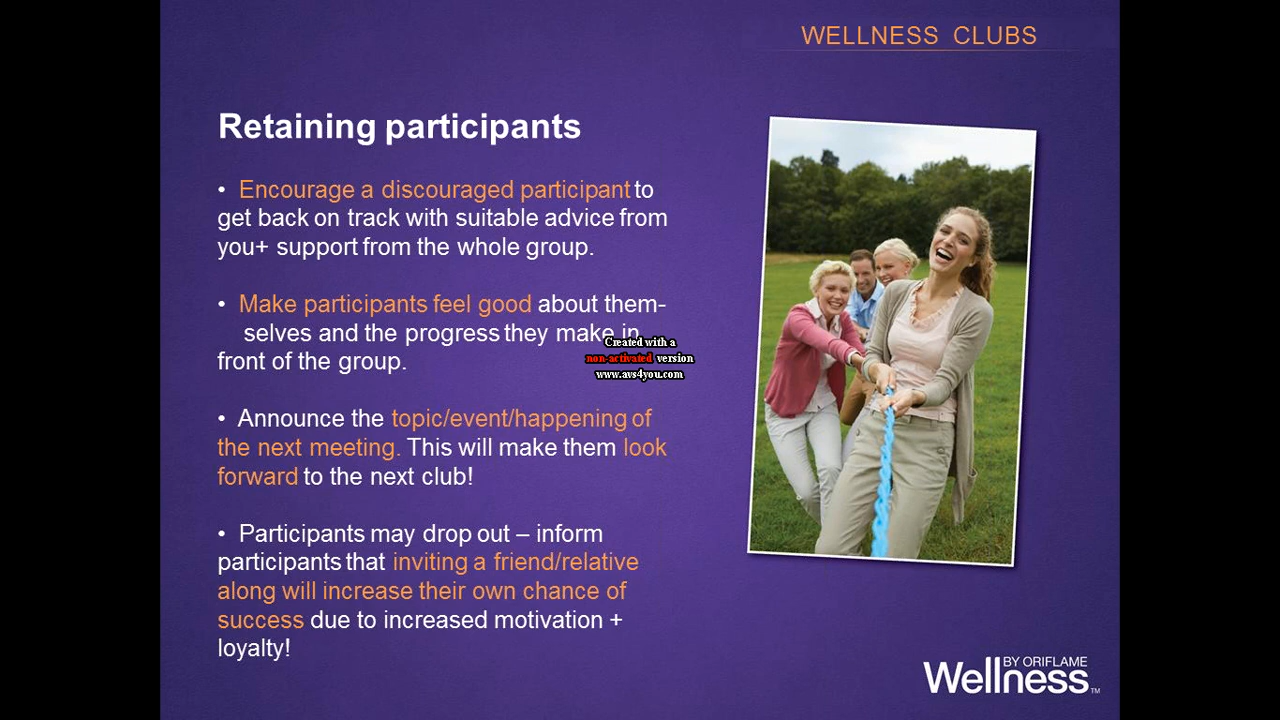 WELLNESS CLUBS
Retaining participants
• Encourage a discouraged participant to
get back on track with suitable advice from
you+ support from the whole group.
• Make participants feel good about them-
selves and the progress they make in
front of the group.
Created with a
non-activated version
www.avs4you.com
• Announce the topic/event/happening of
the next meeting. This will make them look
forward to the next club!
• Participants may drop out – inform
participants that inviting a friend/relative
along will increase their own chance of
success due to increased motivation +
loyalty!
BY ORIFLAME
Wellness™